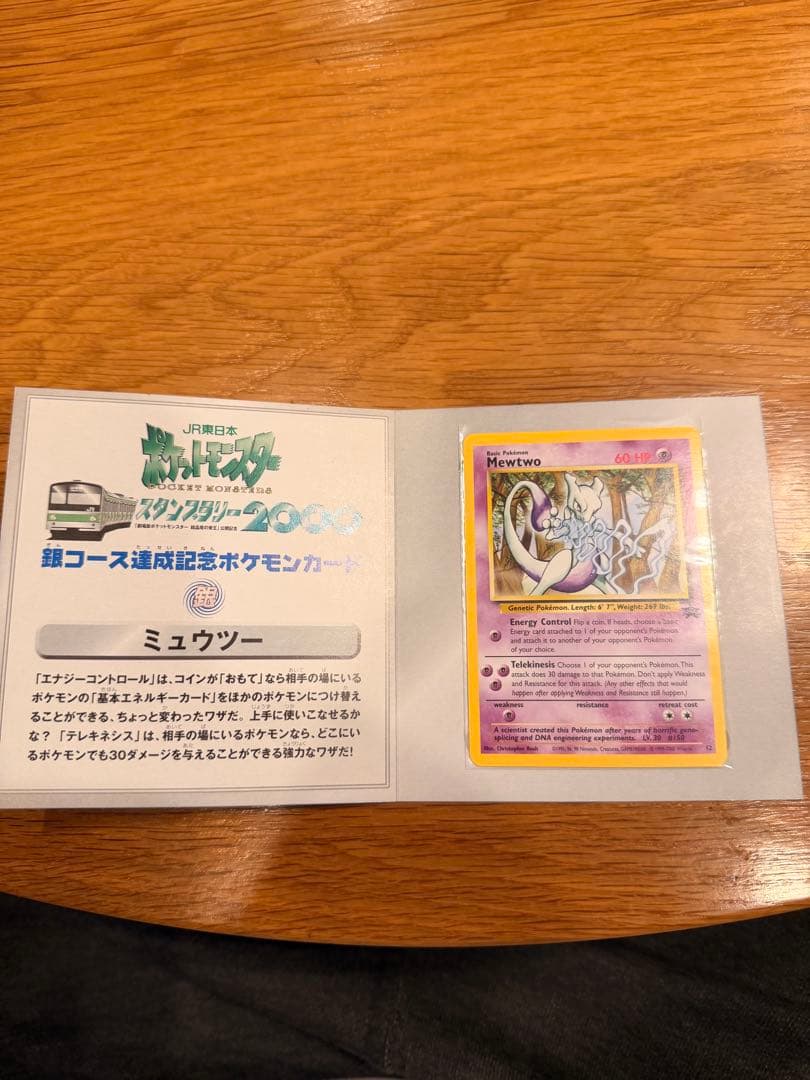 JR東日本
ポケットモンスター
POCKET MONSTERS
スタンプラリー2000
「劇場版ポケットモンスター 結晶塔の帝王」公開記念
銀コース達成記念ポケモンカード
銀
ミュウツー
「エナジーコントロール」は、コインが「おもて」なら相手の場にいる
ポケモンの「基本エネルギーカード」をほかのポケモンにつけ替え
ることができる、ちょっと変わったワザだ。上手に使いこなせるか
な？「テレキネシス」は、相手の場にいるポケモンなら、どこにい
るポケモンでも30ダメージを与えることができる強力なワザだ!
Basic Pokémon
Mewtwo 60 HP
Genetic Pokémon. Length: 6' 7", Weight: 269 lbs.
Energy Control Flip a coin. If heads, choose a basic
Energy card attached to 1 of your opponent's Pokémon
and attach it to another of your opponent's Pokémon
of your choice.
Telekinesis Choose 1 of your opponent's Pokémon. This
attack does 30 damage to that Pokémon. Don't apply Weakness
and Resistance for this attack. (Any other effects that would
happen after applying Weakness and Resistance still happen.)
weakness resistance retreat cost
A scientist created this Pokémon after years of horrific gene-
splicing and DNA engineering experiments. LV. 30 #150
Illus. Christopher Rush 12